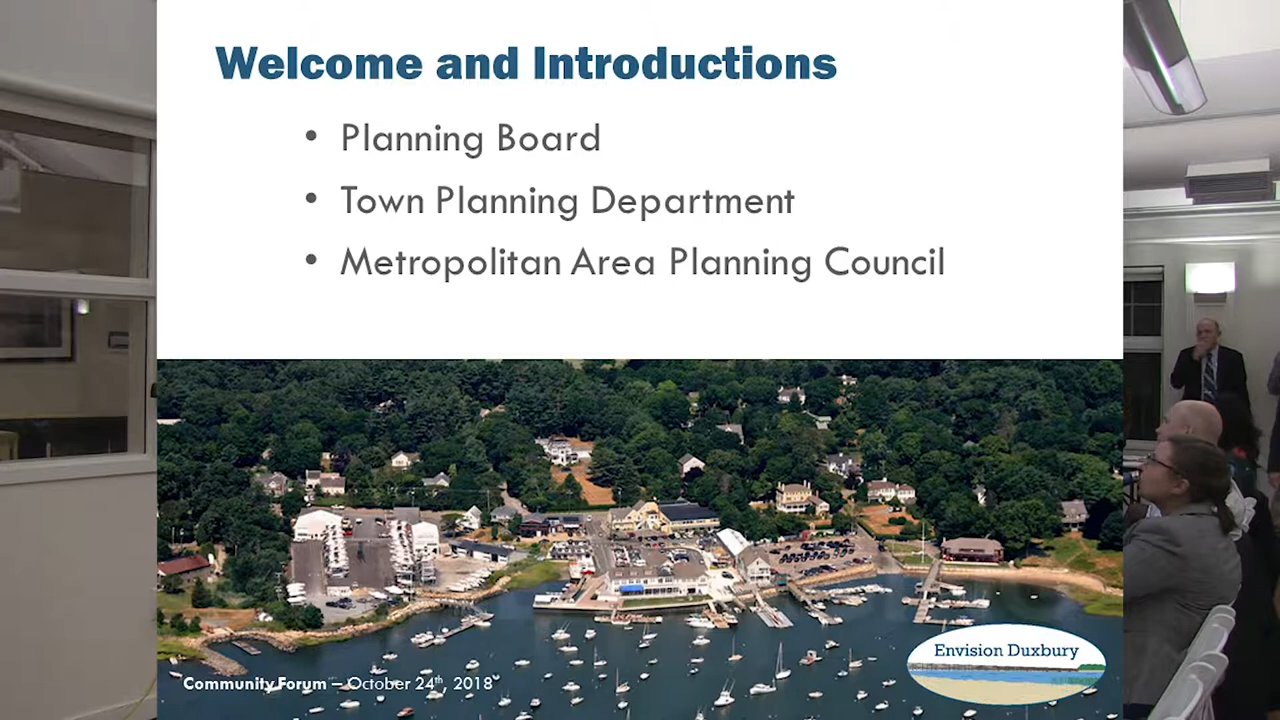 Welcome and Introductions
• Planning Board
• Town Planning Department
• Metropolitan Area Planning Council
Envision Duxbury
Community Forum – October 24th, 2018